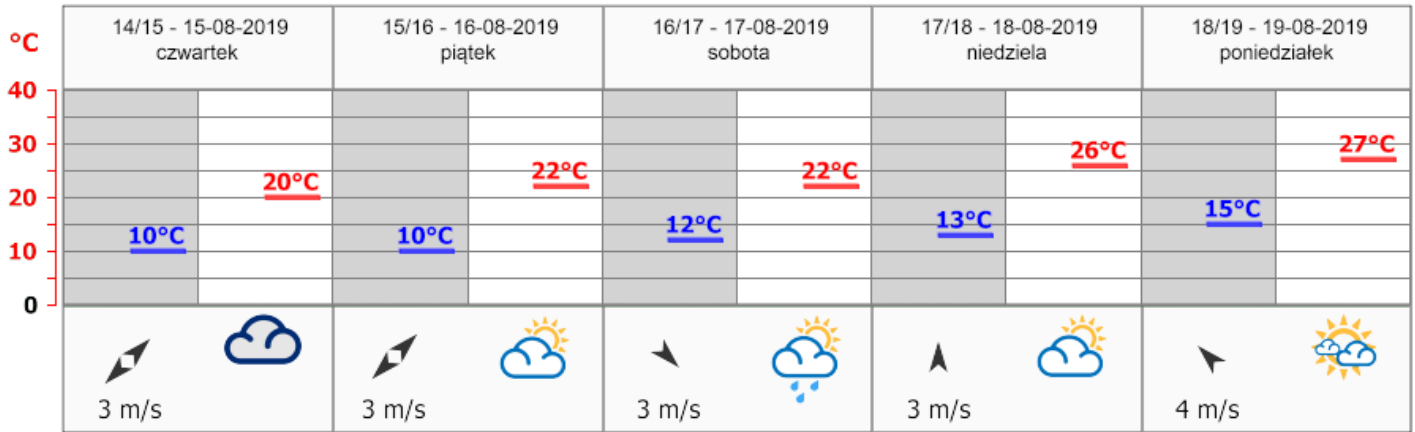 14/15 - 15-08-2019
czwartek
15/16 - 16-08-2019
piątek
16/17 - 17-08-2019
sobota
17/18 - 18-08-2019
niedziela
18/19 - 19-08-2019
poniedziałek
°C
40
30
20
10
0
10°C
20°C
10°C
22°C
12°C
22°C
13°C
26°C
15°C
27°C
3 m/s
3 m/s
3 m/s
3 m/s
4 m/s